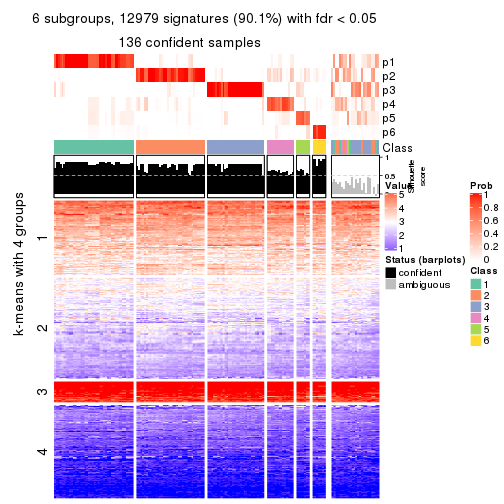 6 subgroups, 12979 signatures (90.1%) with fdr < 0.05
136 confident samples
p1
p2
p3
p4
p5
p6
Class
1
0.5
0
Silhouette
score
k-means with 4 groups
1
2
3
4
Value
5
4
3
2
1
Status (barplots)
confident
ambiguous
Prob
1
0.8
0.6
0.4
0.2
0
Class
1
2
3
4
5
6